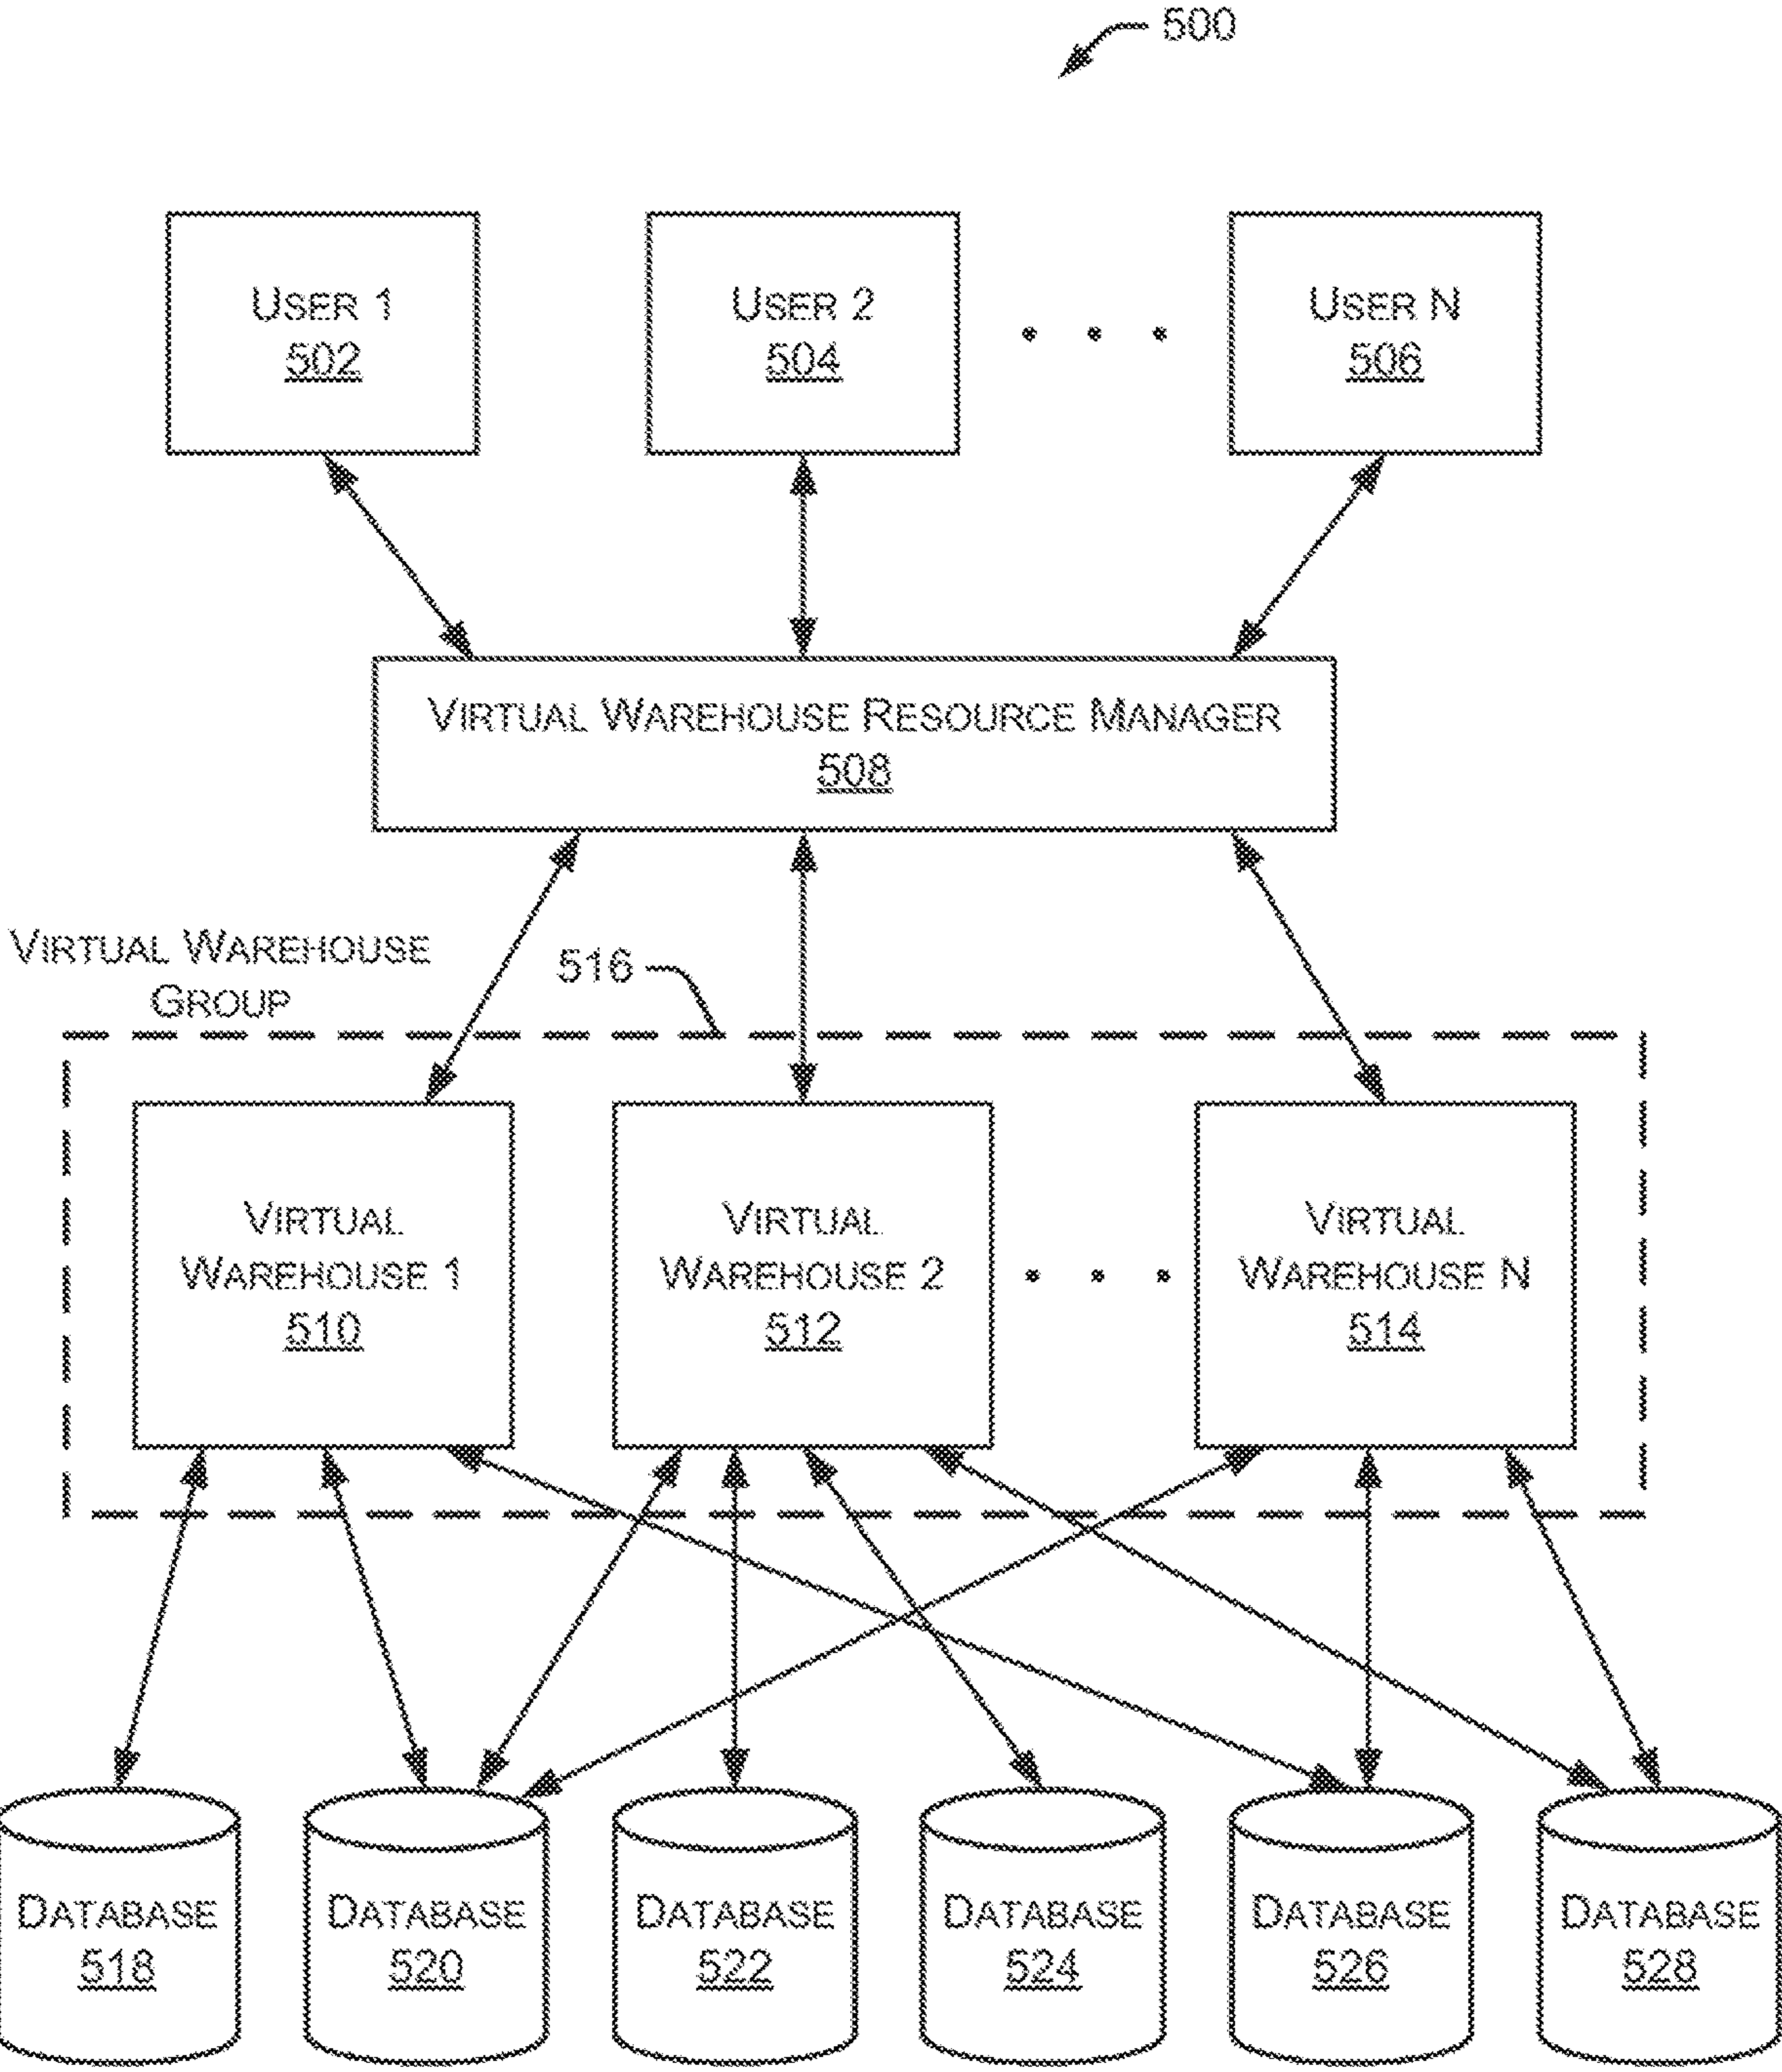 500
USER 1
502
USER 2
504
USER N
506
VIRTUAL WAREHOUSE RESOURCE MANAGER
508
VIRTUAL WAREHOUSE
GROUP
516
VIRTUAL
WAREHOUSE 1
510
VIRTUAL
WAREHOUSE 2
512
VIRTUAL
WAREHOUSE N
514
DATABASE
518
DATABASE
520
DATABASE
522
DATABASE
524
DATABASE
526
DATABASE
528